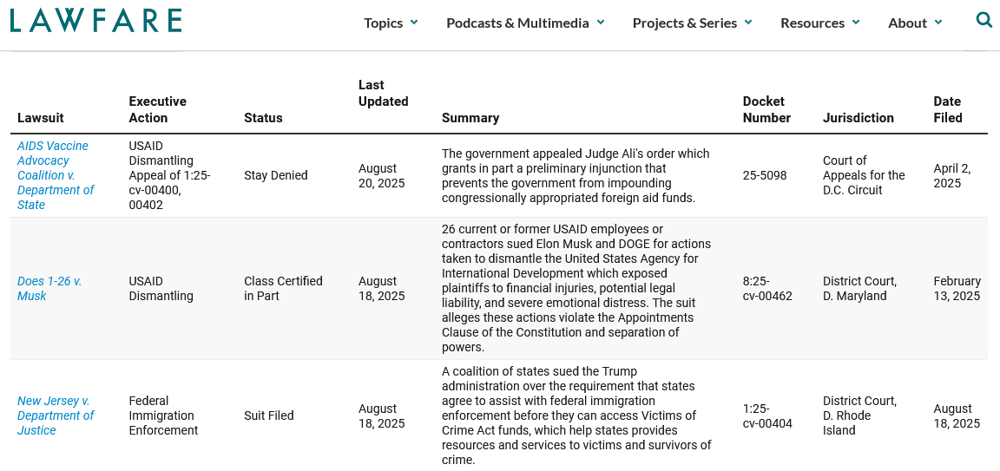 LAWFARE
Topics
Podcasts & Multimedia
Projects & Series
Resources
About
Lawsuit
Executive
Action
Status
Last
Updated
Summary
Docket
Number
Jurisdiction
Date
Filed
AIDS Vaccine
Advocacy
Coalition v.
Department of
State
USAID
Dismantling
Appeal of 1:25-
cv-00400,
00402
Stay Denied
August
20, 2025
The government appealed Judge Ali's order which
grants in part a preliminary injunction that
prevents the government from impounding
congressionally appropriated foreign aid funds.
25-5098
Court of
Appeals for the
D.C. Circuit
April 2,
2025
Does 1-26 v.
Musk
USAID
Dismantling
Class Certified
in Part
August
18, 2025
26 current or former USAID employees or
contractors sued Elon Musk and DOGE for actions
taken to dismantle the United States Agency for
International Development which exposed
plaintiffs to financial injuries, potential legal
liability, and severe emotional distress. The suit
alleges these actions violate the Appointments
Clause of the Constitution and separation of
powers.
8:25-
cv-00462
District Court,
D. Maryland
February
13, 2025
New Jersey v.
Department of
Justice
Federal
Immigration
Enforcement
Suit Filed
August
18, 2025
A coalition of states sued the Trump
administration over the requirement that states
agree to assist with federal immigration
enforcement before they can access Victims of
Crime Act funds, which help states provides
resources and services to victims and survivors of
crime.
1:25-
cv-00404
District Court,
D. Rhode
Island
August
18, 2025